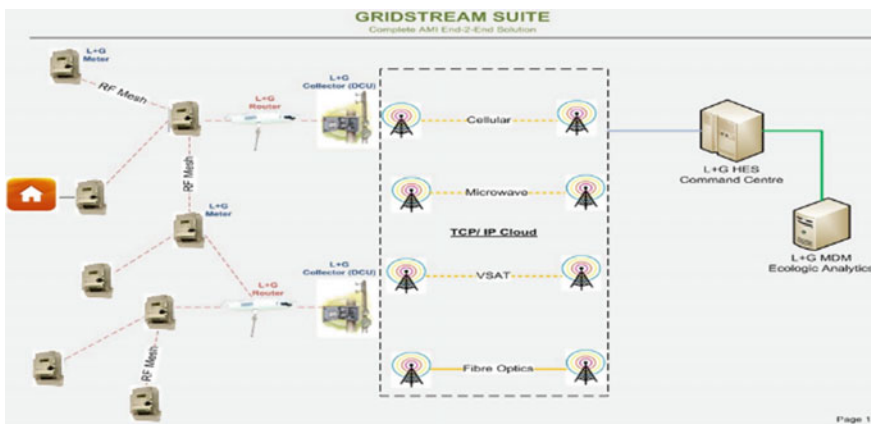 GRIDSTREAM SUITE
Complete AMI End-2-End Solution
L+G
Meter
RF Mesh
L+G
Router
L+G
Collector (DCU)
Cellular
L+G HES
Command Centre
RF Mesh
Microwave
L+G
Meter
TCP/ IP Cloud
L+G MDM
Ecologic Analytics
L+G
Router
L+G
Collector (DCU)
VSAT
RF Mesh
Fibre Optics
Page 1